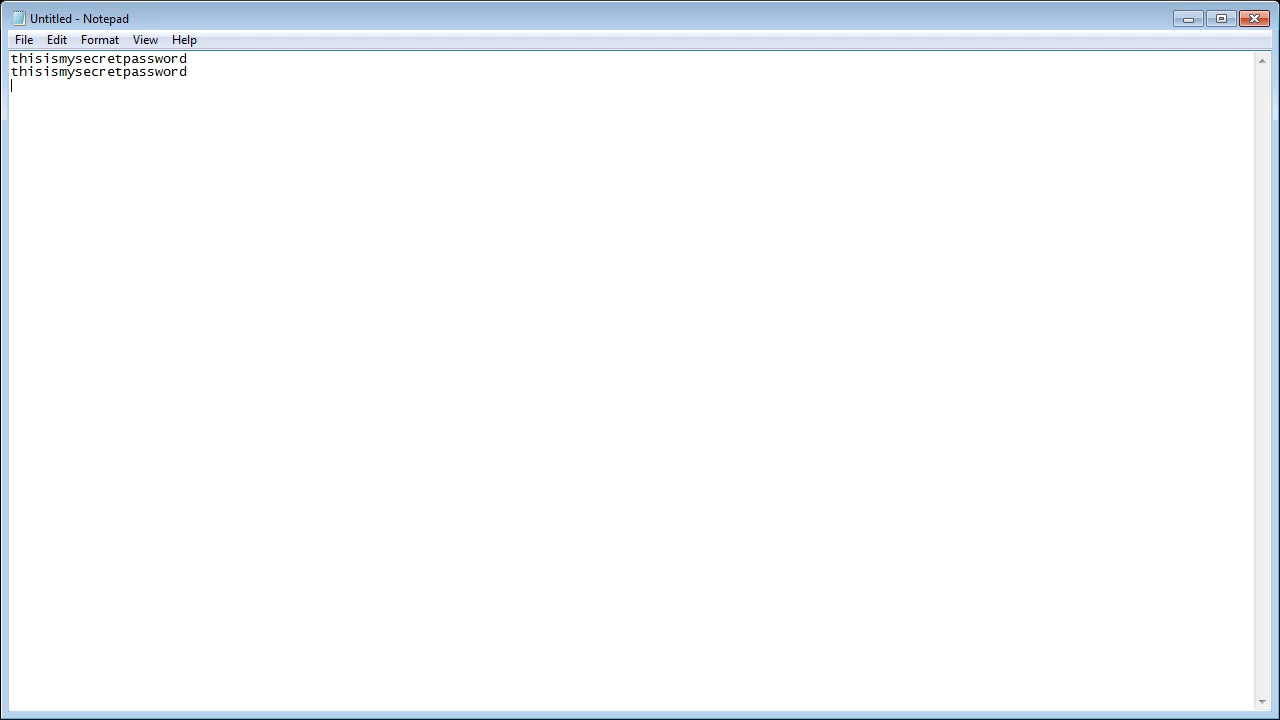 Untitled - Notepad
File Edit Format View Help
thisismysecretpassword
thisismysecretpassword